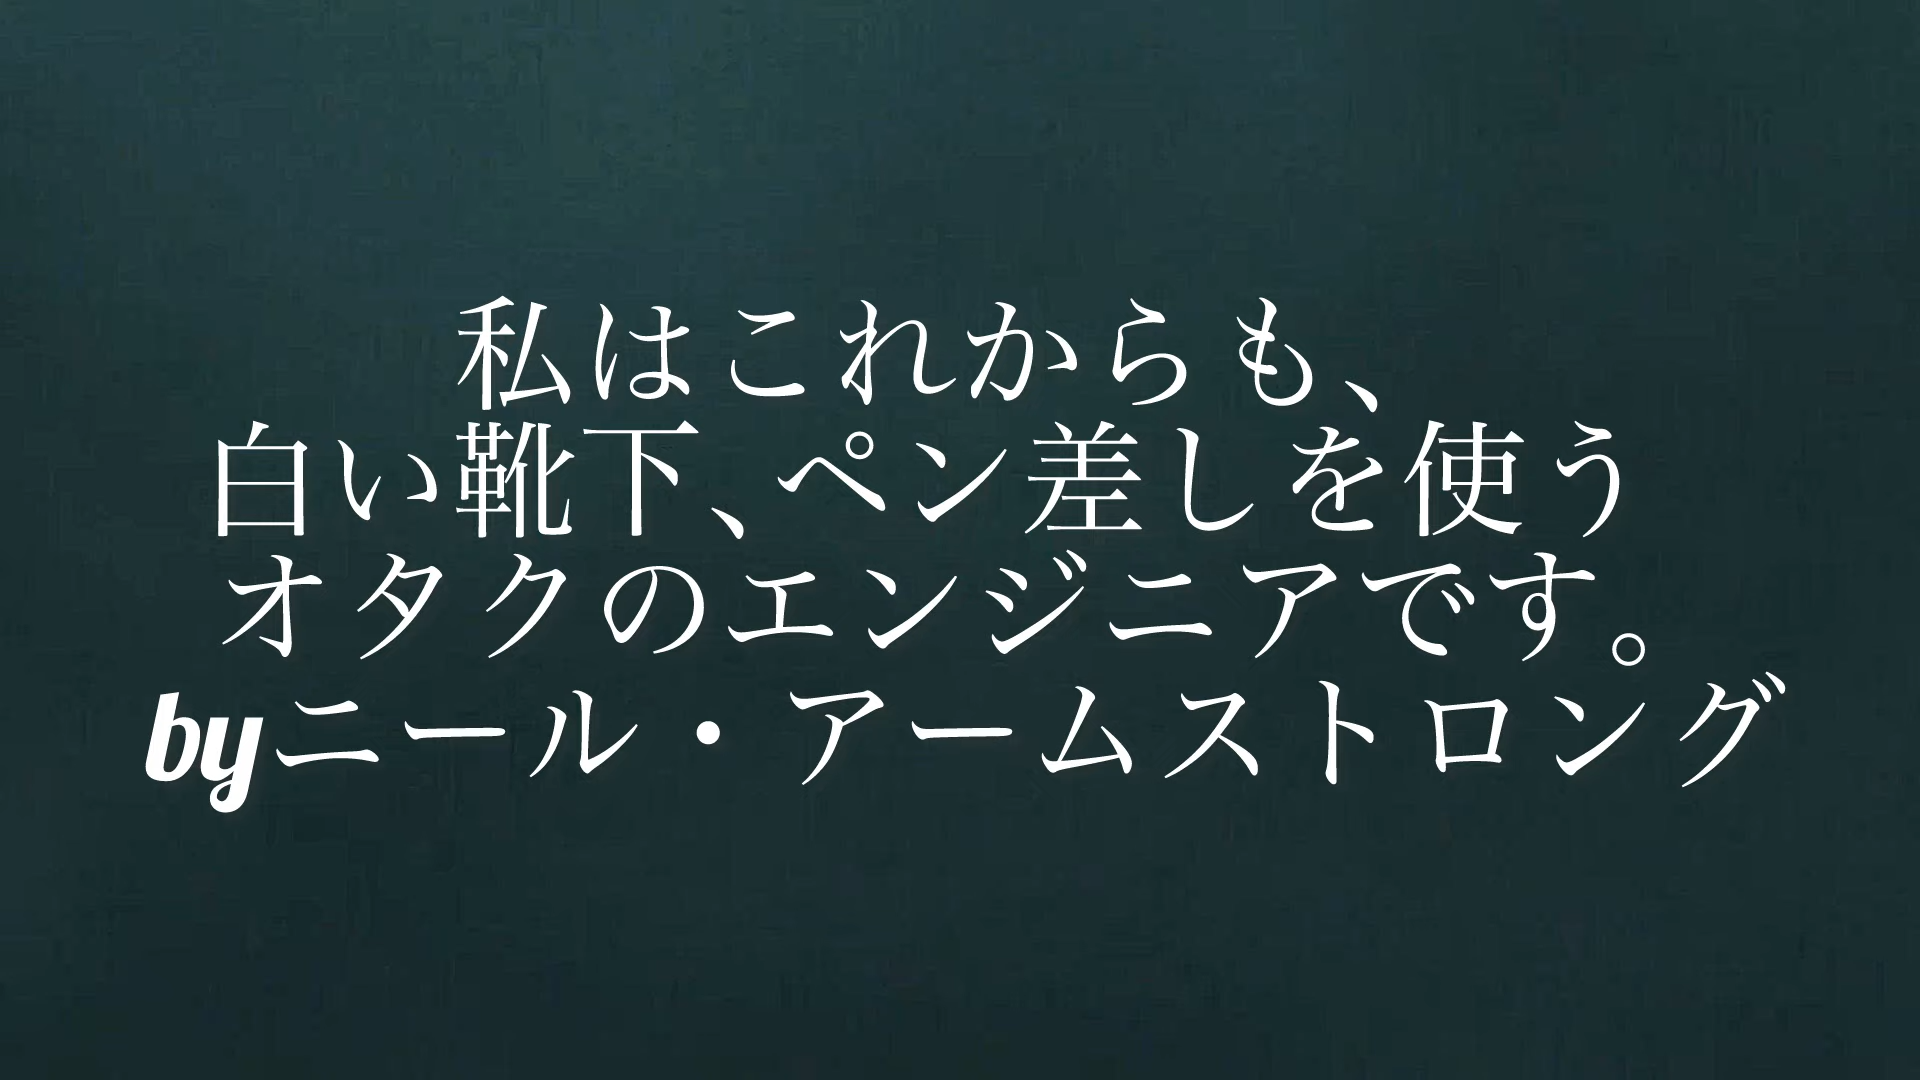 私はこれからも、
白い靴下、ペン差しを使う
オタクのエンジニアです。
byニール・アームストロング